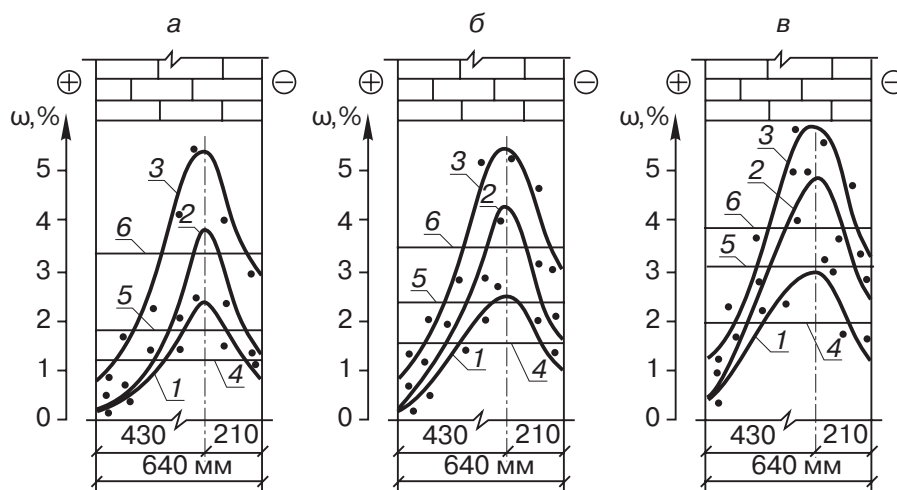 а б в
+ − + − + −
ω, % ω, % ω, %
5 3 5 3 5 3
2 2 2
4 4 4
6 6 6
3 3 3 5
5 5
2 2 2
1 1 1 4 1 4 1 4
0 0 0
430 210 430 210 430 210
640 мм 640 мм 640 мм